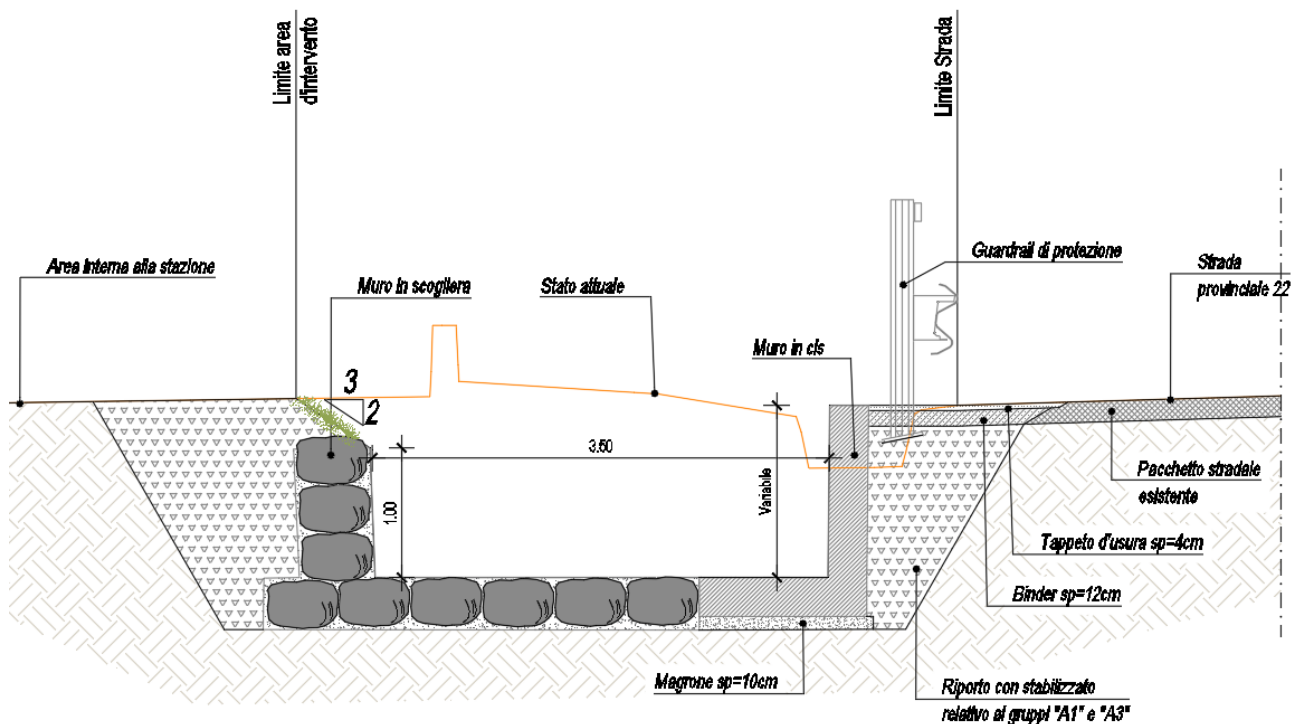 Limite area
d'intervento
Limite Strada
Area interna alla stazione
Muro in scogliera
Stato attuale
Guardrail di protezione
Strada
provinciale 22
Muro in cls
3
2
3.50
1.00
Variabile
Pacchetto stradale
esistente
Tappeto d'usura sp=4cm
Binder sp=12cm
Magrone sp=10cm
Riporto con stabilizzato
relativo ai gruppi "A1" e "A3"